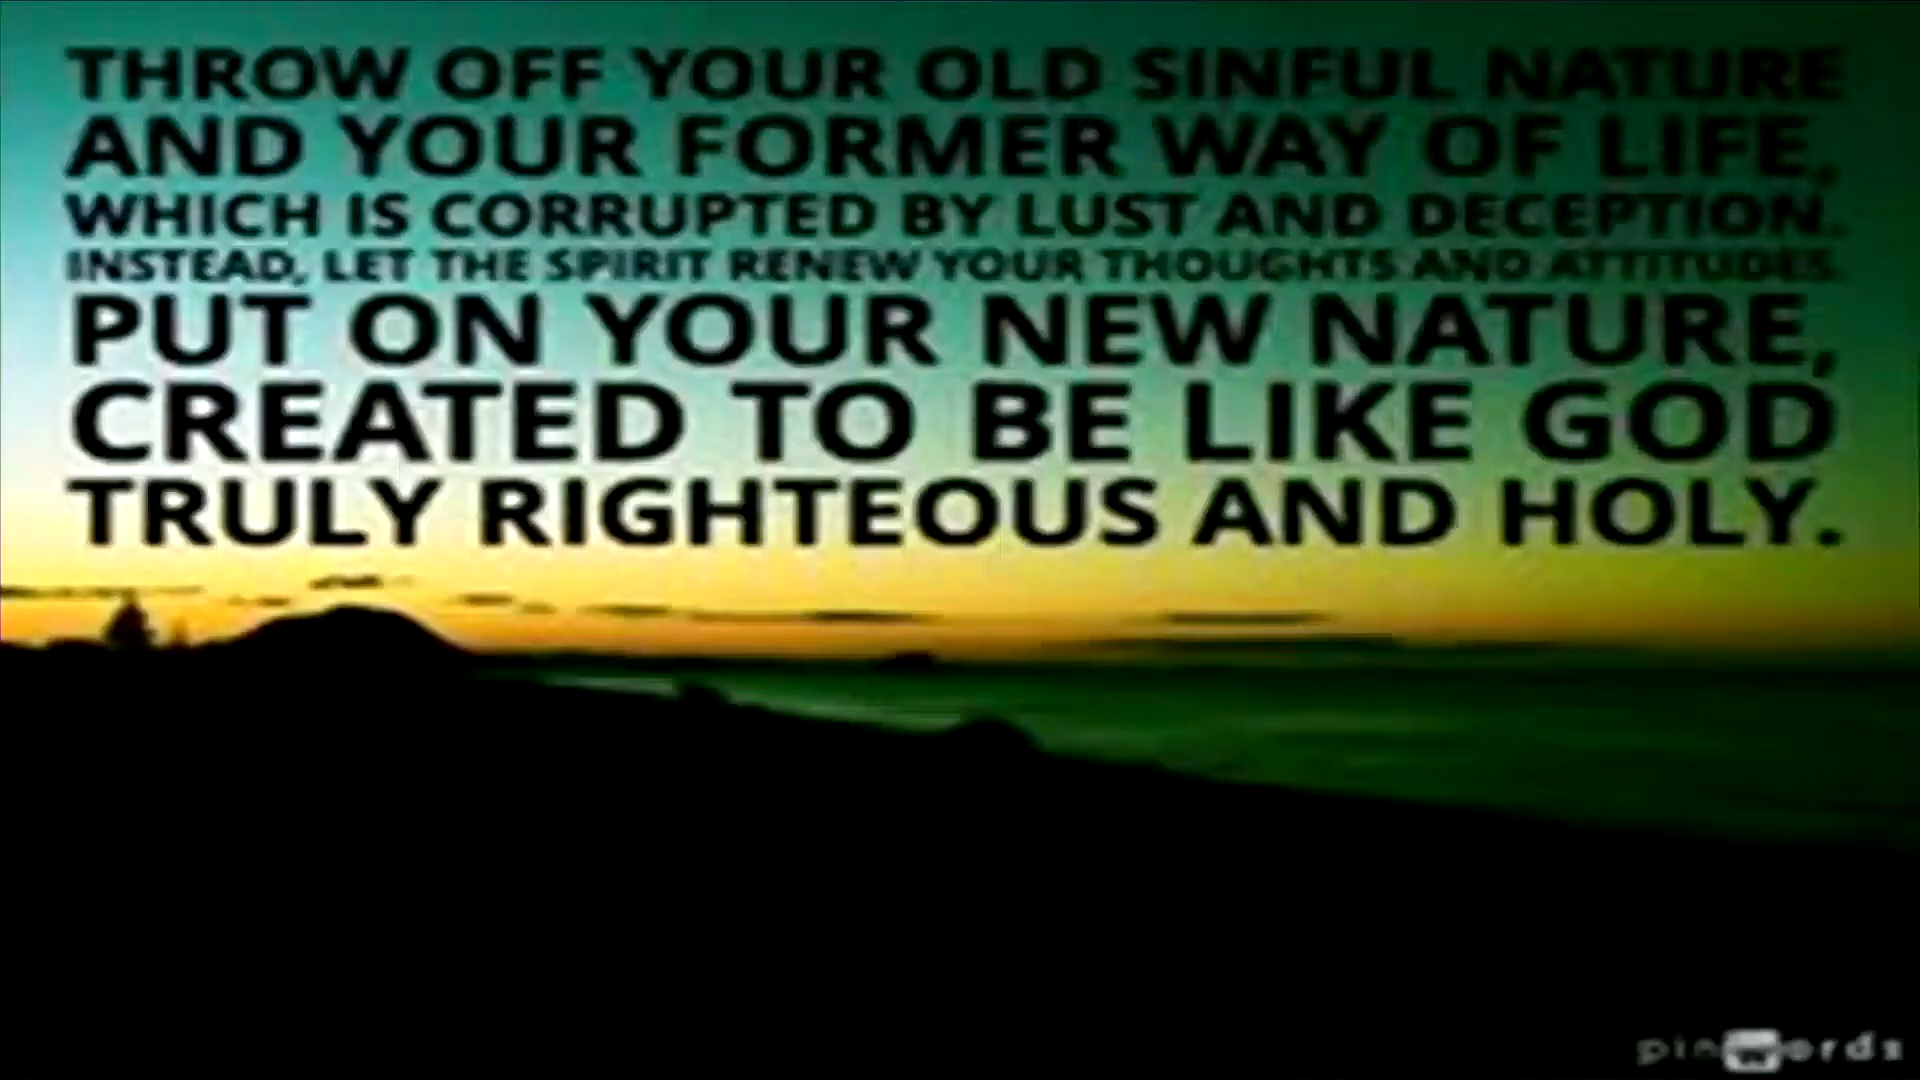 THROW OFF YOUR OLD SINFUL NATURE
AND YOUR FORMER WAY OF LIFE,
WHICH IS CORRUPTED BY LUST AND DECEPTION.
INSTEAD, LET THE SPIRIT RENEW YOUR THOUGHTS AND ATTITUDES.
PUT ON YOUR NEW NATURE,
CREATED TO BE LIKE GOD
TRULY RIGHTEOUS AND HOLY.
pinwords